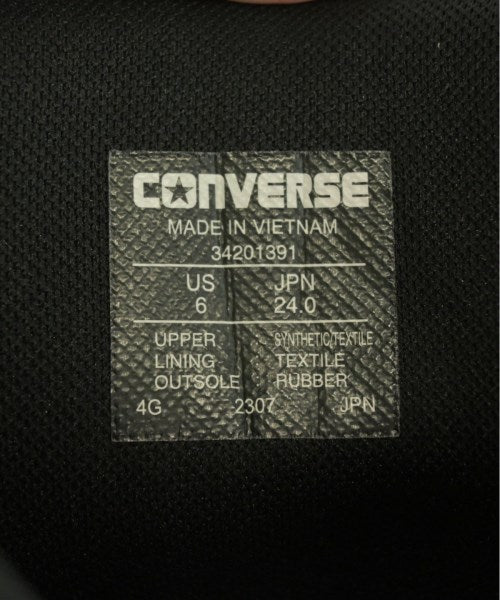 CONVERSE
MADE IN VIETNAM
34201391
US JPN
6 24.0
UPPER SYNTHETIC/TEXTILE
LINING TEXTILE
OUTSOLE RUBBER
4G 2307 JPN